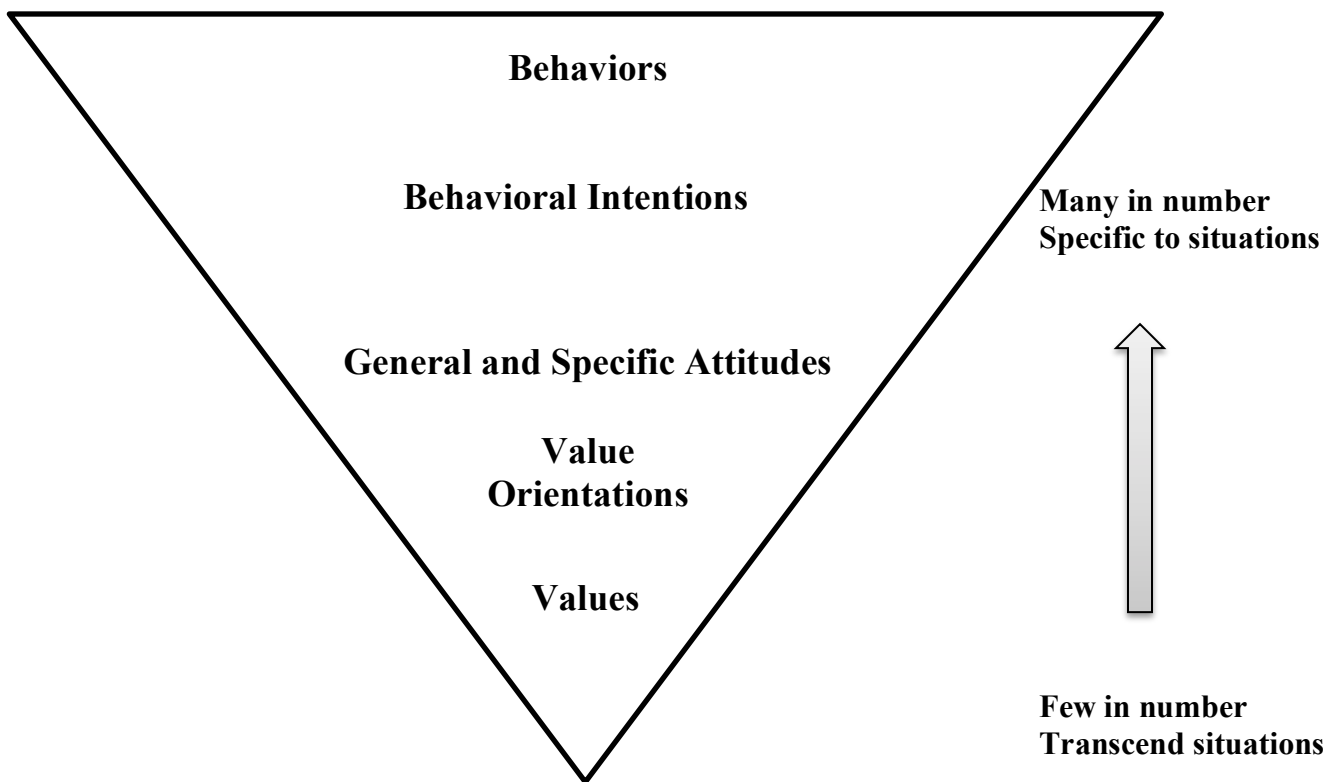 Behaviors
Behavioral Intentions
Many in number
Specific to situations
General and Specific Attitudes
Value
Orientations
Values
Few in number
Transcend situations